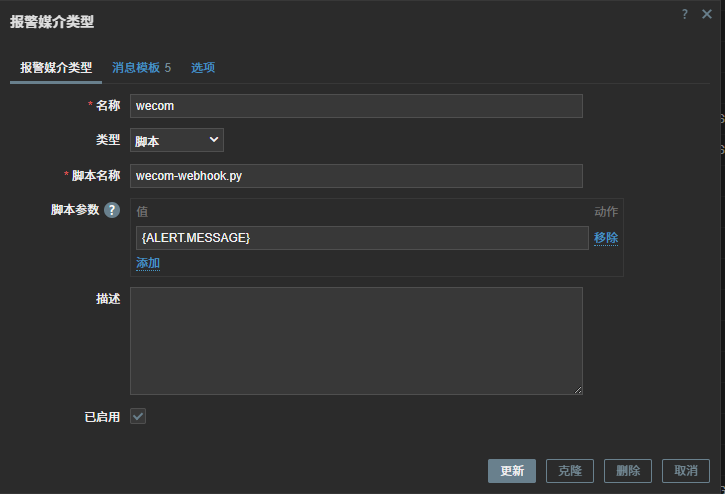 报警媒介类型
? ×
报警媒介类型 消息模板 5 选项
* 名称 wecom
类型 脚本
* 脚本名称 wecom-webhook.py
脚本参数 ? 值 动作
{ALERT.MESSAGE} 移除
添加
描述
已启用
更新 克隆 删除 取消